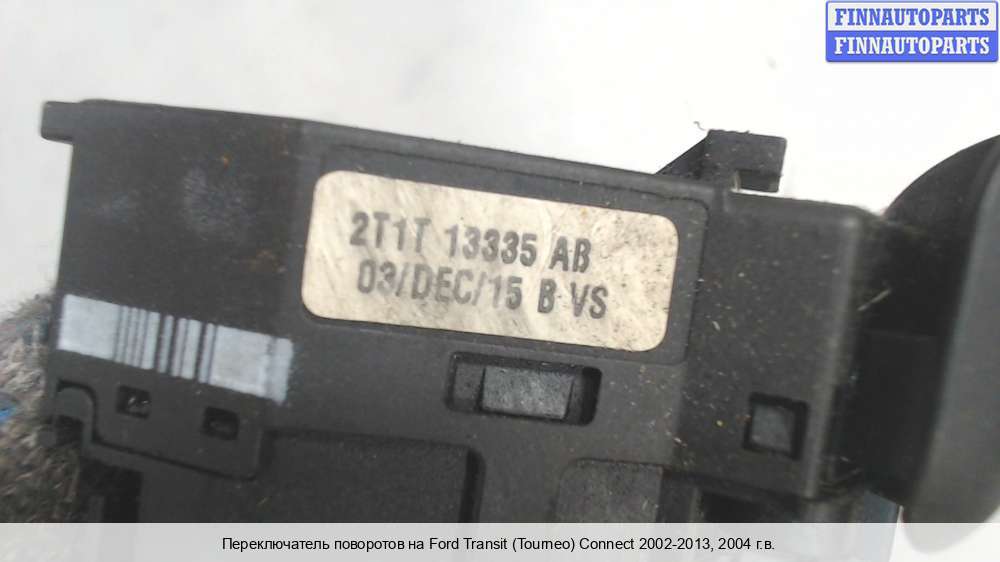 FINNAUTOPARTS
FINNAUTOPARTS
2T1T 13335 AB
03/DEC/15 B VS
Переключатель поворотов на Ford Transit (Tourneo) Connect 2002-2013, 2004 г.в.